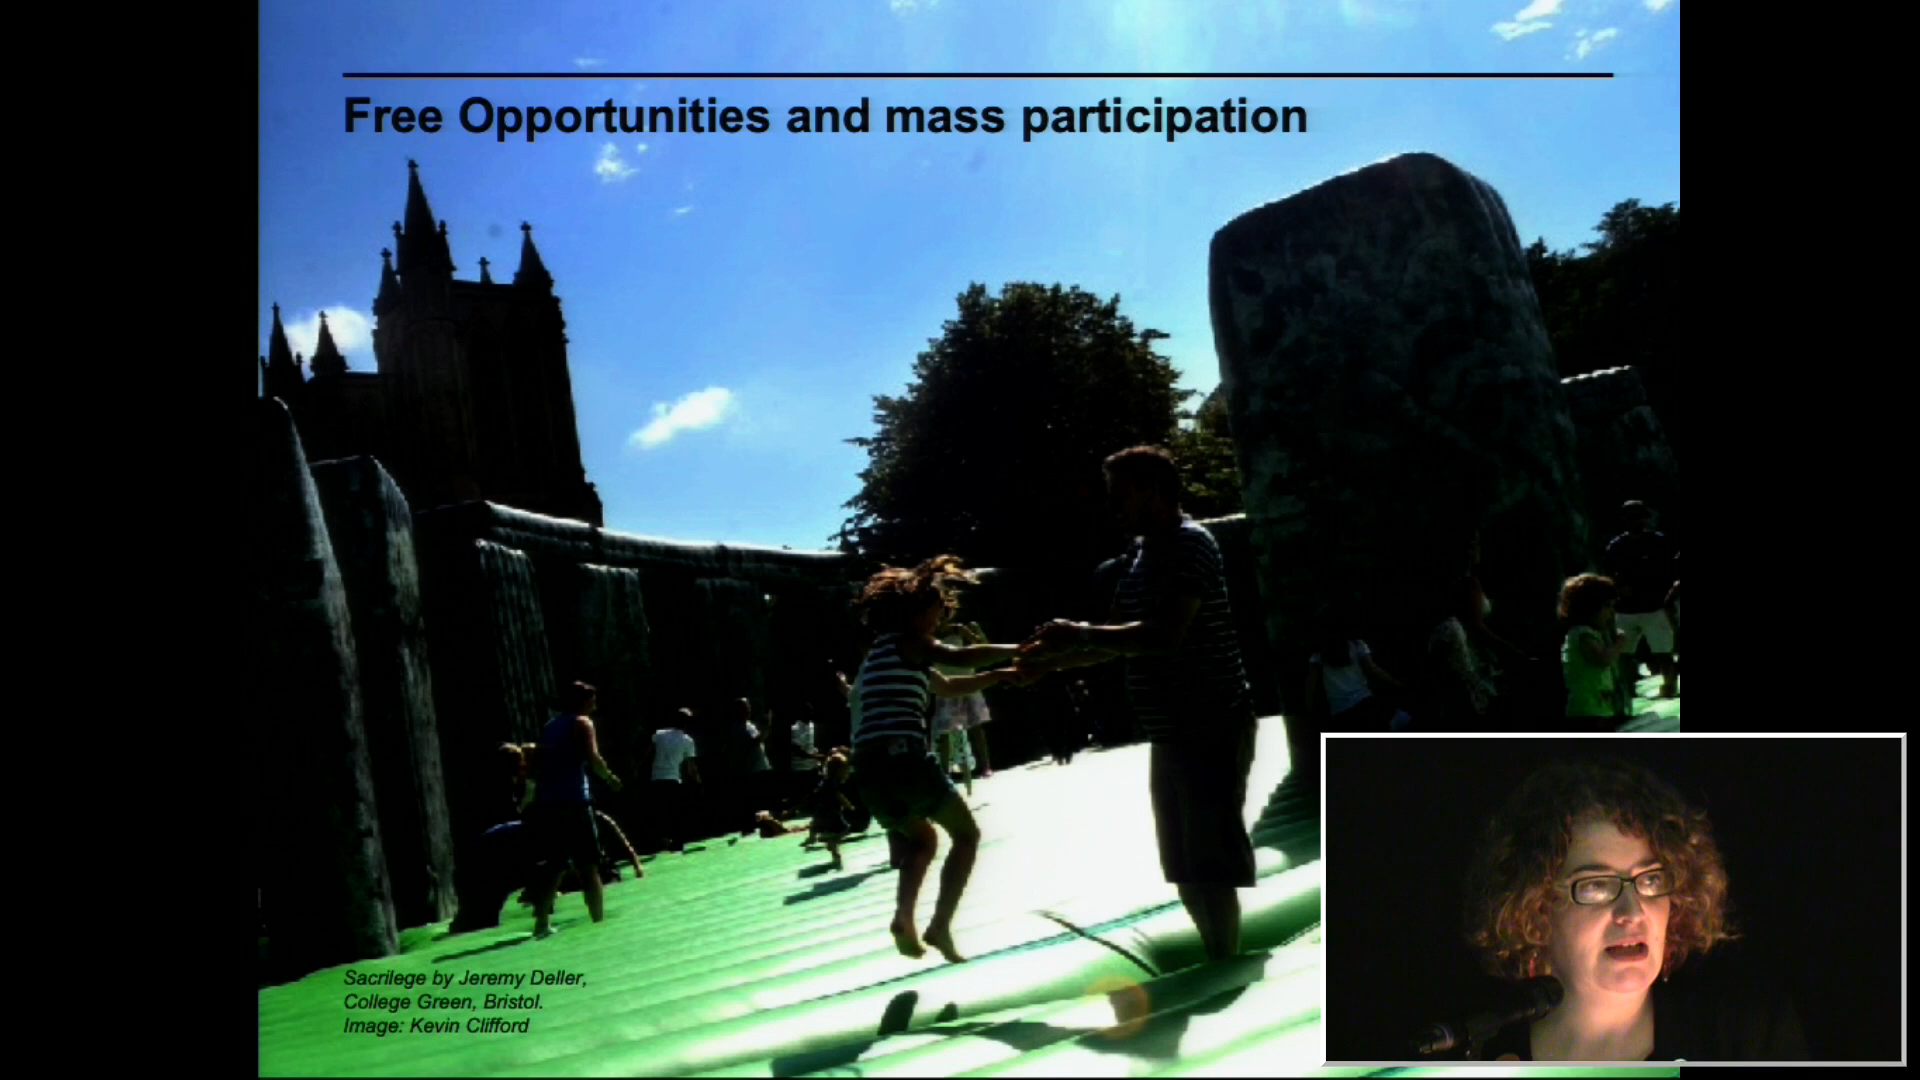 Free Opportunities and mass participation
Sacrilege by Jeremy Deller,
College Green, Bristol.
Image: Kevin Clifford